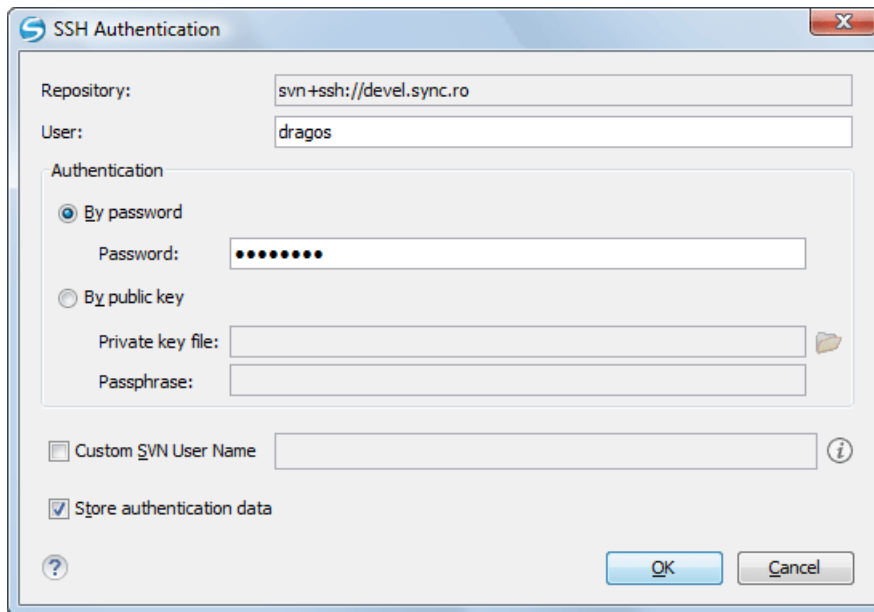 SSH Authentication
Repository: svn+ssh://devel.sync.ro
User: dragos
Authentication
By password
Password: ●●●●●●●●
By public key
Private key file:
Passphrase:
Custom SVN User Name
Store authentication data
OK Cancel